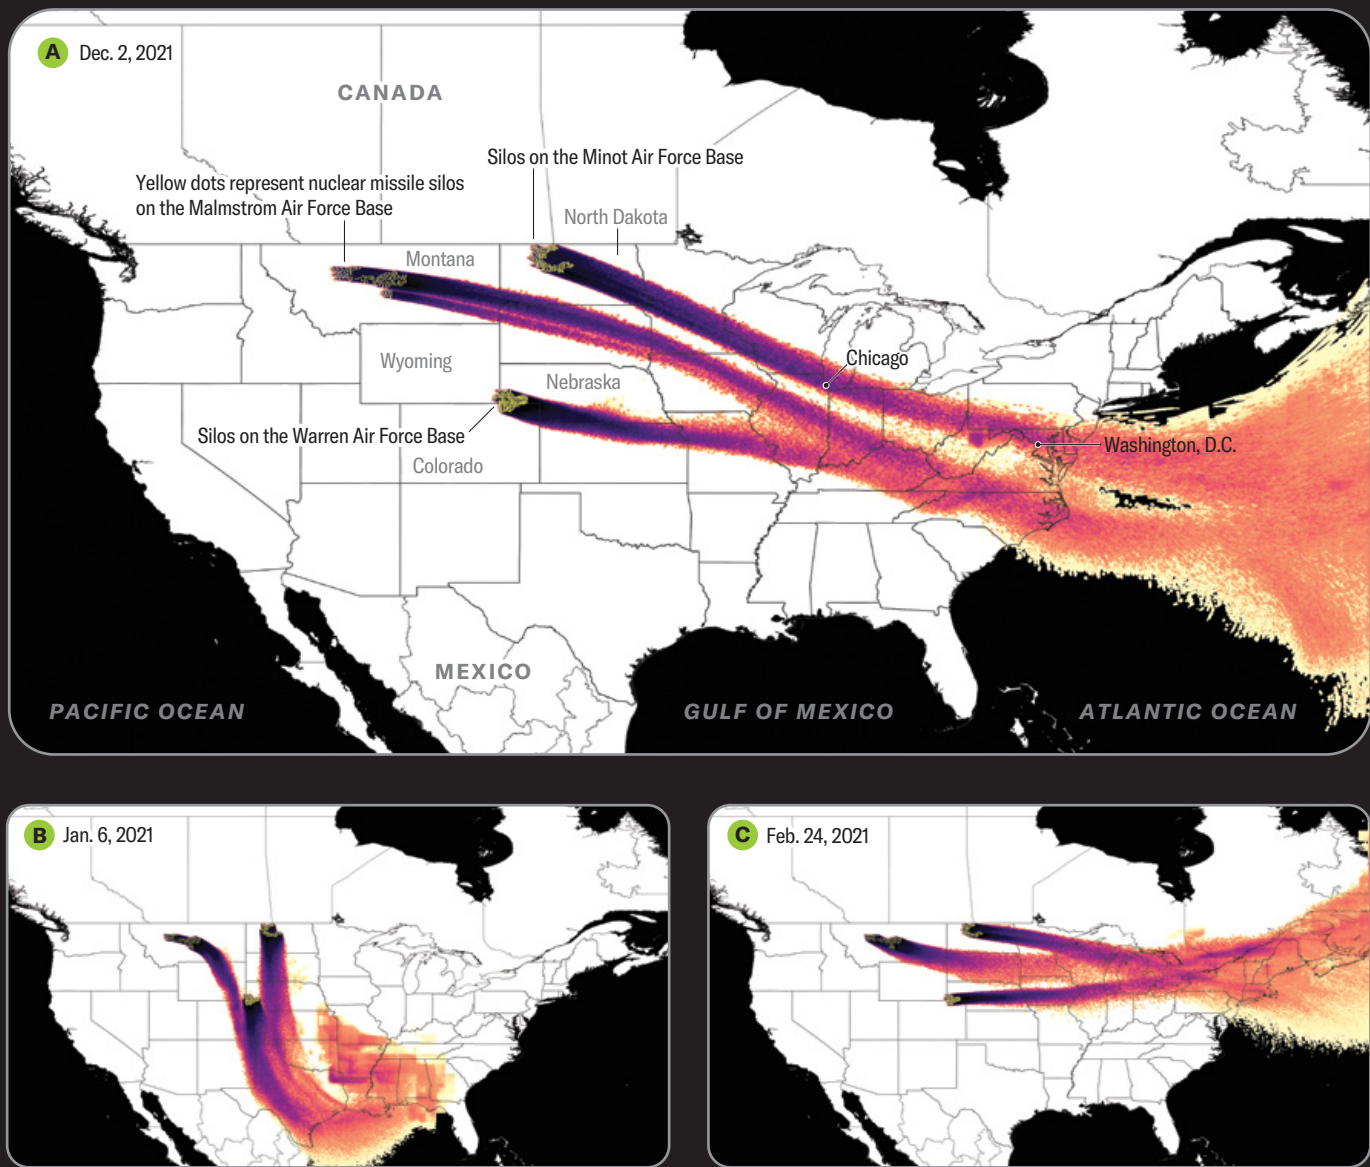 A Dec. 2, 2021
CANADA
Silos on the Minot Air Force Base
Yellow dots represent nuclear missile silos
on the Malmstrom Air Force Base
North Dakota
Montana
Chicago
Wyoming
Nebraska
Silos on the Warren Air Force Base
Washington, D.C.
Colorado
MEXICO
PACIFIC OCEAN
GULF OF MEXICO
ATLANTIC OCEAN
B Jan. 6, 2021
C Feb. 24, 2021